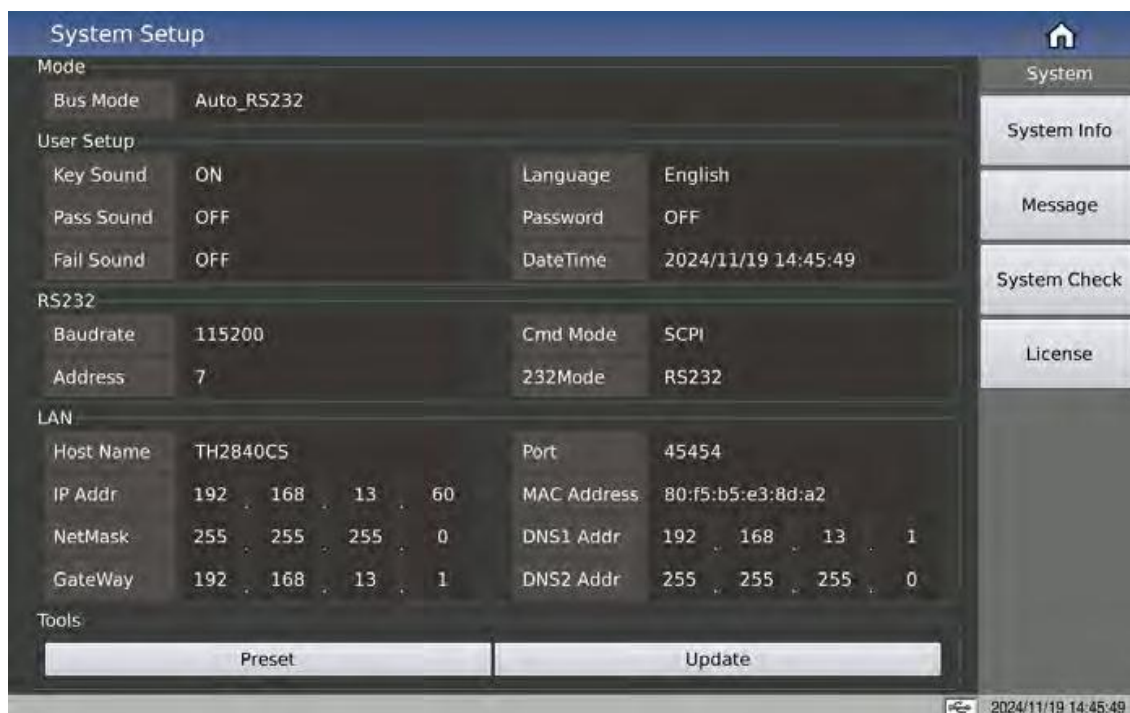 System Setup
System
Mode
Bus Mode Auto_RS232
System Info
User Setup
Key Sound ON Language English
Message
Pass Sound OFF Password OFF
Fail Sound OFF DateTime 2024/11/19 14:45:49
System Check
RS232
Baudrate 115200 Cmd Mode SCPI
License
Address 7 232Mode RS232
LAN
Host Name TH2840CS Port 45454
IP Addr 192 . 168 . 13 . 60 MAC Address 80:f5:b5:e3:8d:a2
NetMask 255 . 255 . 255 . 0 DNS1 Addr 192 . 168 . 13 . 1
GateWay 192 . 168 . 13 . 1 DNS2 Addr 255 . 255 . 255 . 0
Tools
Preset Update
2024/11/19 14:45:49